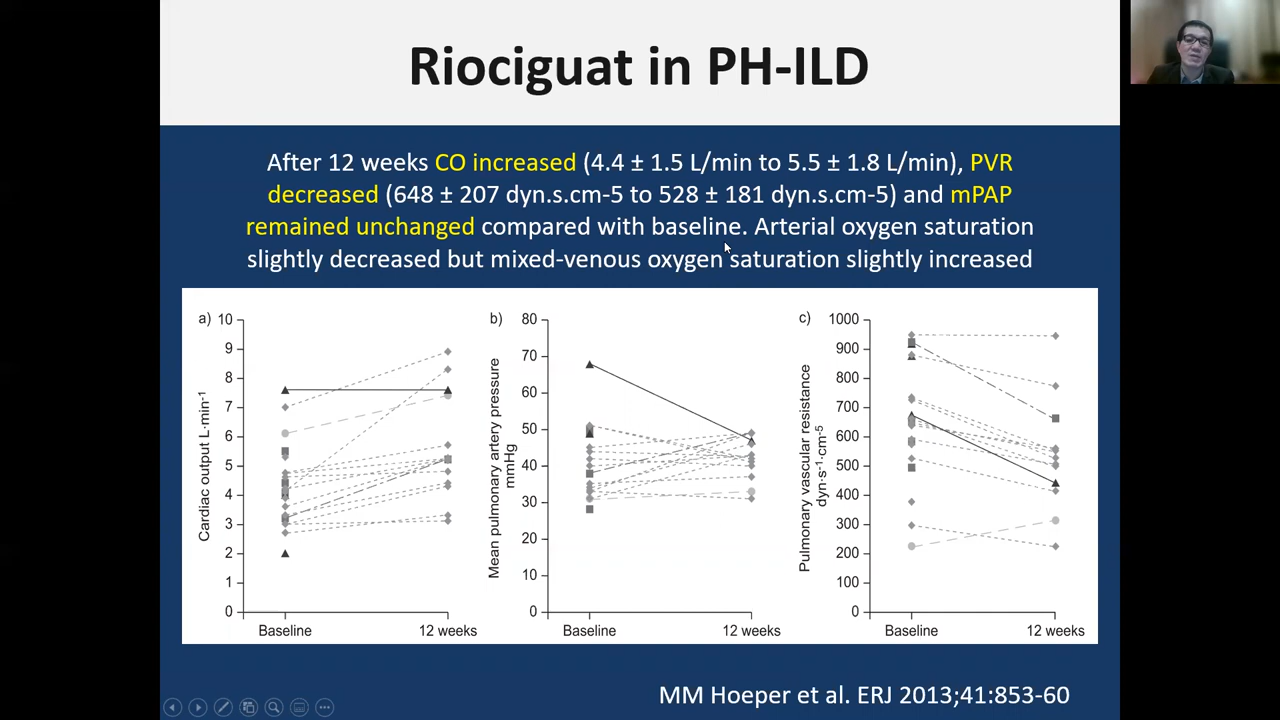 Riociguat in PH-ILD
After 12 weeks CO increased (4.4 ± 1.5 L/min to 5.5 ± 1.8 L/min), PVR
decreased (648 ± 207 dyn.s.cm-5 to 528 ± 181 dyn.s.cm-5) and mPAP
remained unchanged compared with baseline. Arterial oxygen saturation
slightly decreased but mixed-venous oxygen saturation slightly increased
a)
Cardiac output L·min⁻¹
10
9
8
7
6
5
4
3
2
1
0
Baseline
12 weeks
b)
Mean pulmonary artery pressure
mmHg
80
70
60
50
40
30
20
10
0
Baseline
12 weeks
c)
Pulmonary vascular resistance
dyn·s⁻¹·cm⁻⁵
1000
900
800
700
600
500
400
300
200
100
0
Baseline
12 weeks
MM Hoeper et al. ERJ 2013;41:853-60